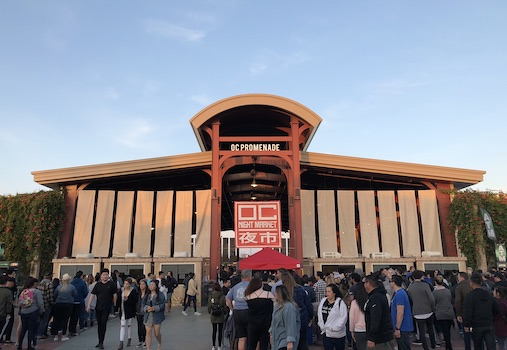 OC PROMENADE
OC
NIGHT MARKET
夜市